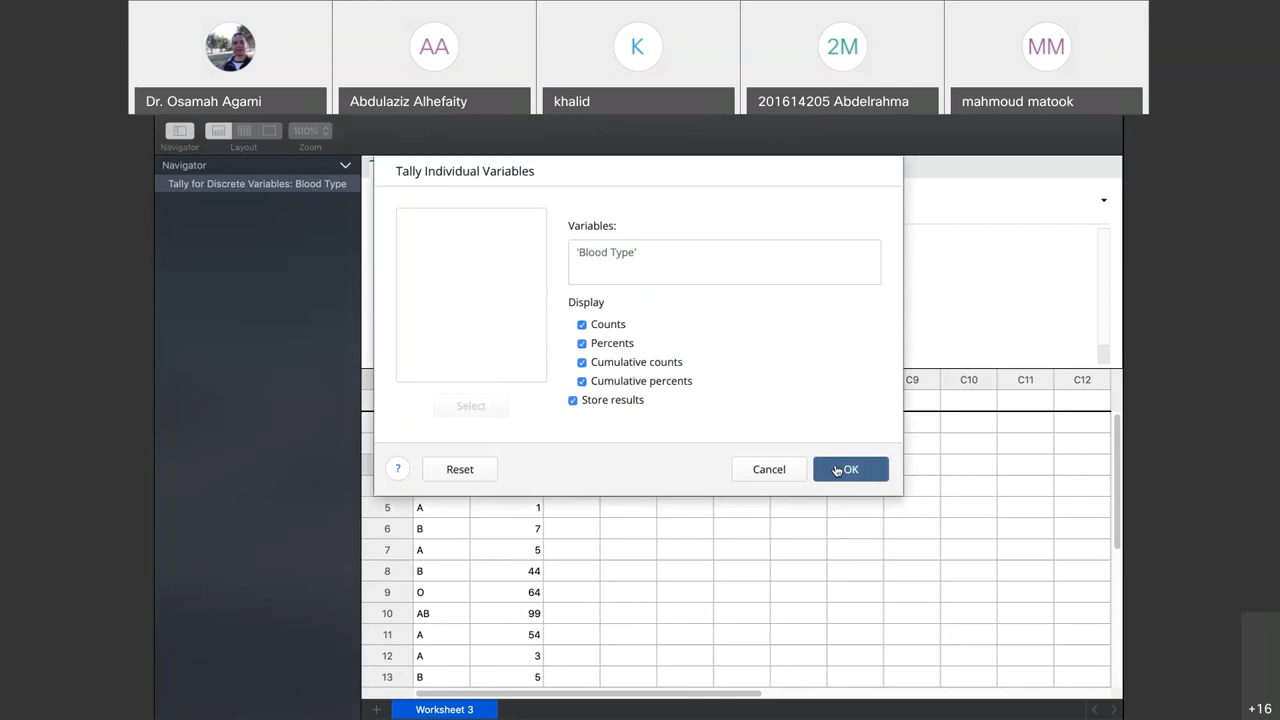 AA
K
2M
MM
Dr. Osamah Agami
Abdulaziz Alhefaity
khalid
201614205 Abdelrahma
mahmoud matook
100%
Navigator
Layout
Zoom
Navigator
Tally for Discrete Variables: Blood Type
Tally Individual Variables
Variables:
'Blood Type'
Display
Counts
Percents
Cumulative counts
Cumulative percents
Store results
Select
?
Reset
Cancel
OK
C9 C10 C11 C12
5 A 1
6 B 7
7 A 5
8 B 44
9 O 64
10 AB 99
11 A 54
12 A 3
13 B 5
+ Worksheet 3
+16